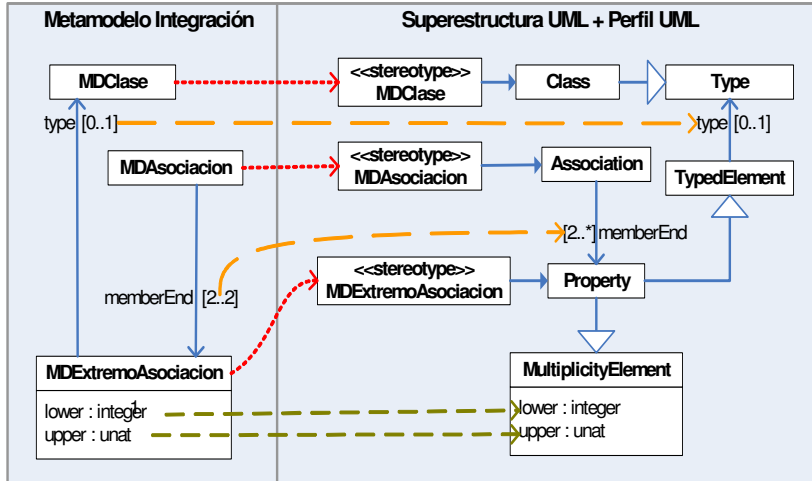 Metamodelo Integración
Superestructura UML + Perfil UML
MDClase
<<stereotype>>
MDClase
Class
Type
type [0..1]
type [0..1]
MDAsociacion
<<stereotype>>
MDAsociacion
Association
TypedElement
[2..*] memberEnd
memberEnd [2..2]
<<stereotype>>
MDExtremoAsociacion
Property
MDExtremoAsociacion
lower : integer
1
upper : unat
MultiplicityElement
lower : integer
upper : unat